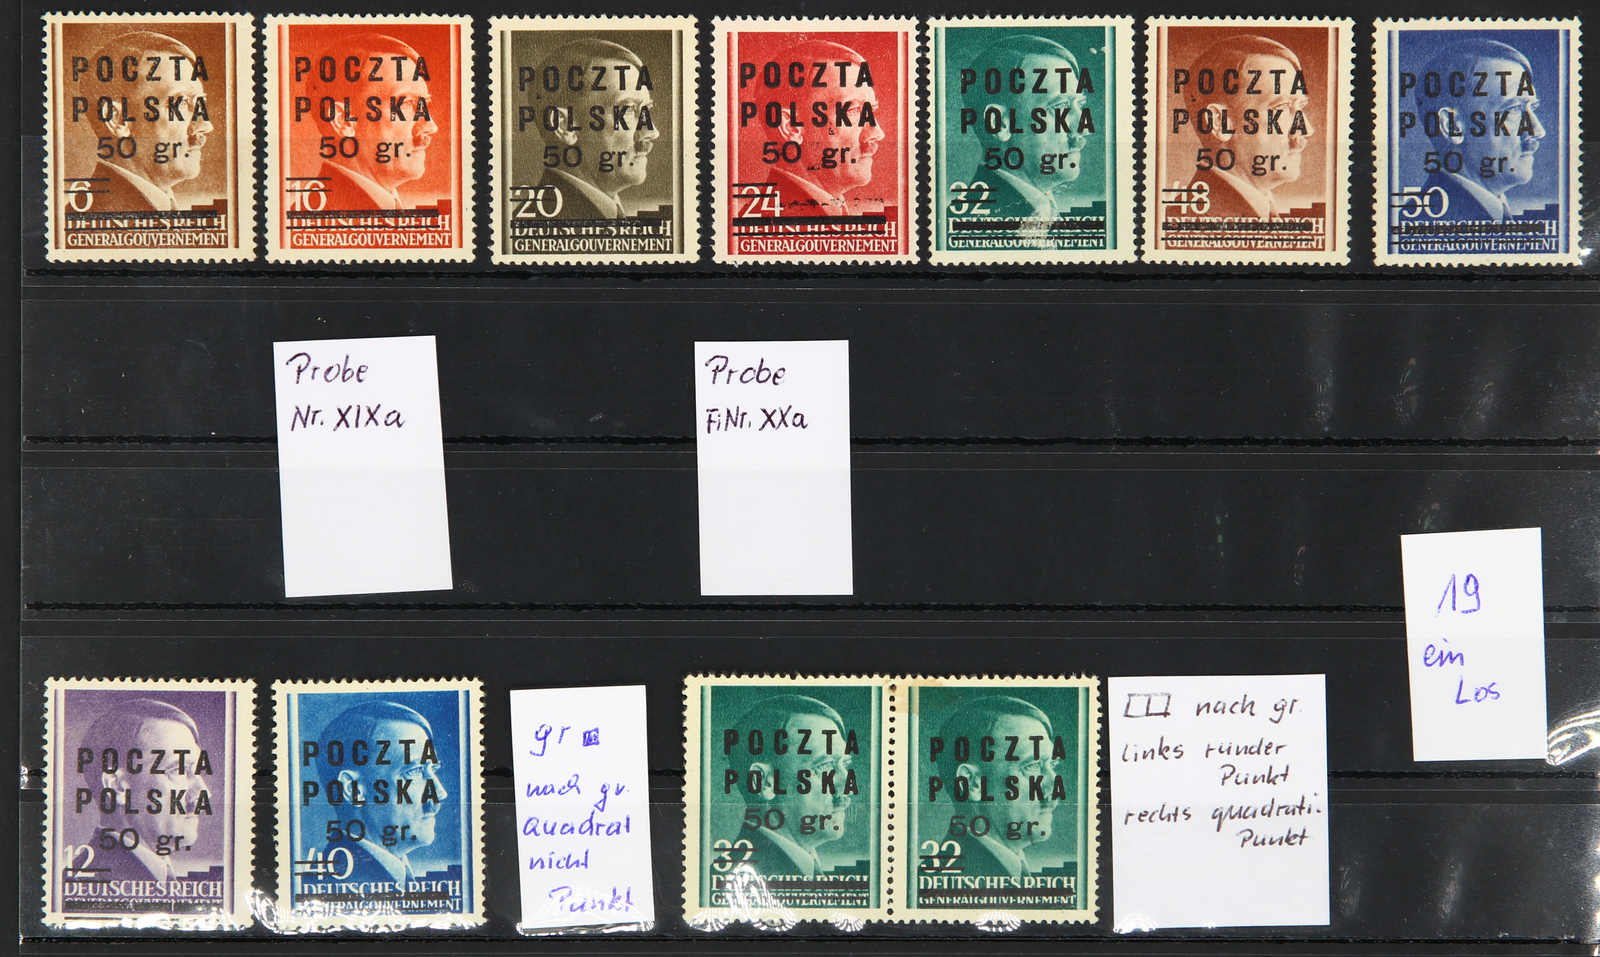 POCZTA
POLSKA
50 gr.
6
DEUTSCHES REICH
GENERALGOUVERNEMENT
POCZTA
POLSKA
50 gr.
10
DEUTSCHES REICH
GENERALGOUVERNEMENT
POCZTA
POLSKA
50 gr.
20
DEUTSCHES REICH
GENERALGOUVERNEMENT
POCZTA
POLSKA
50 gr.
24
DEUTSCHES REICH
GENERALGOUVERNEMENT
POCZTA
POLSKA
50 gr.
32
DEUTSCHES REICH
GENERALGOUVERNEMENT
POCZTA
POLSKA
50 gr.
48
DEUTSCHES REICH
GENERALGOUVERNEMENT
POCZTA
POLSKA
50 gr.
50
DEUTSCHES REICH
GENERALGOUVERNEMENT
Probe
Nr. XIXa
Probe
FiNr. XXa
19
ein
Los
POCZTA
POLSKA
50 gr.
12
DEUTSCHES REICH
GENERALGOUVERNEMENT
POCZTA
POLSKA
50 gr.
40
DEUTSCHES REICH
GENERALGOUVERNEMENT
gr
nach gr.
Quadrat
nicht
Punkt
POCZTA
POLSKA
50 gr.
32
DEUTSCHES REICH
GENERALGOUVERNEMENT
POCZTA
POLSKA
50 gr.
32
DEUTSCHES REICH
GENERALGOUVERNEMENT
nach gr.
links runder
Punkt
rechts quadrati.
Punkt